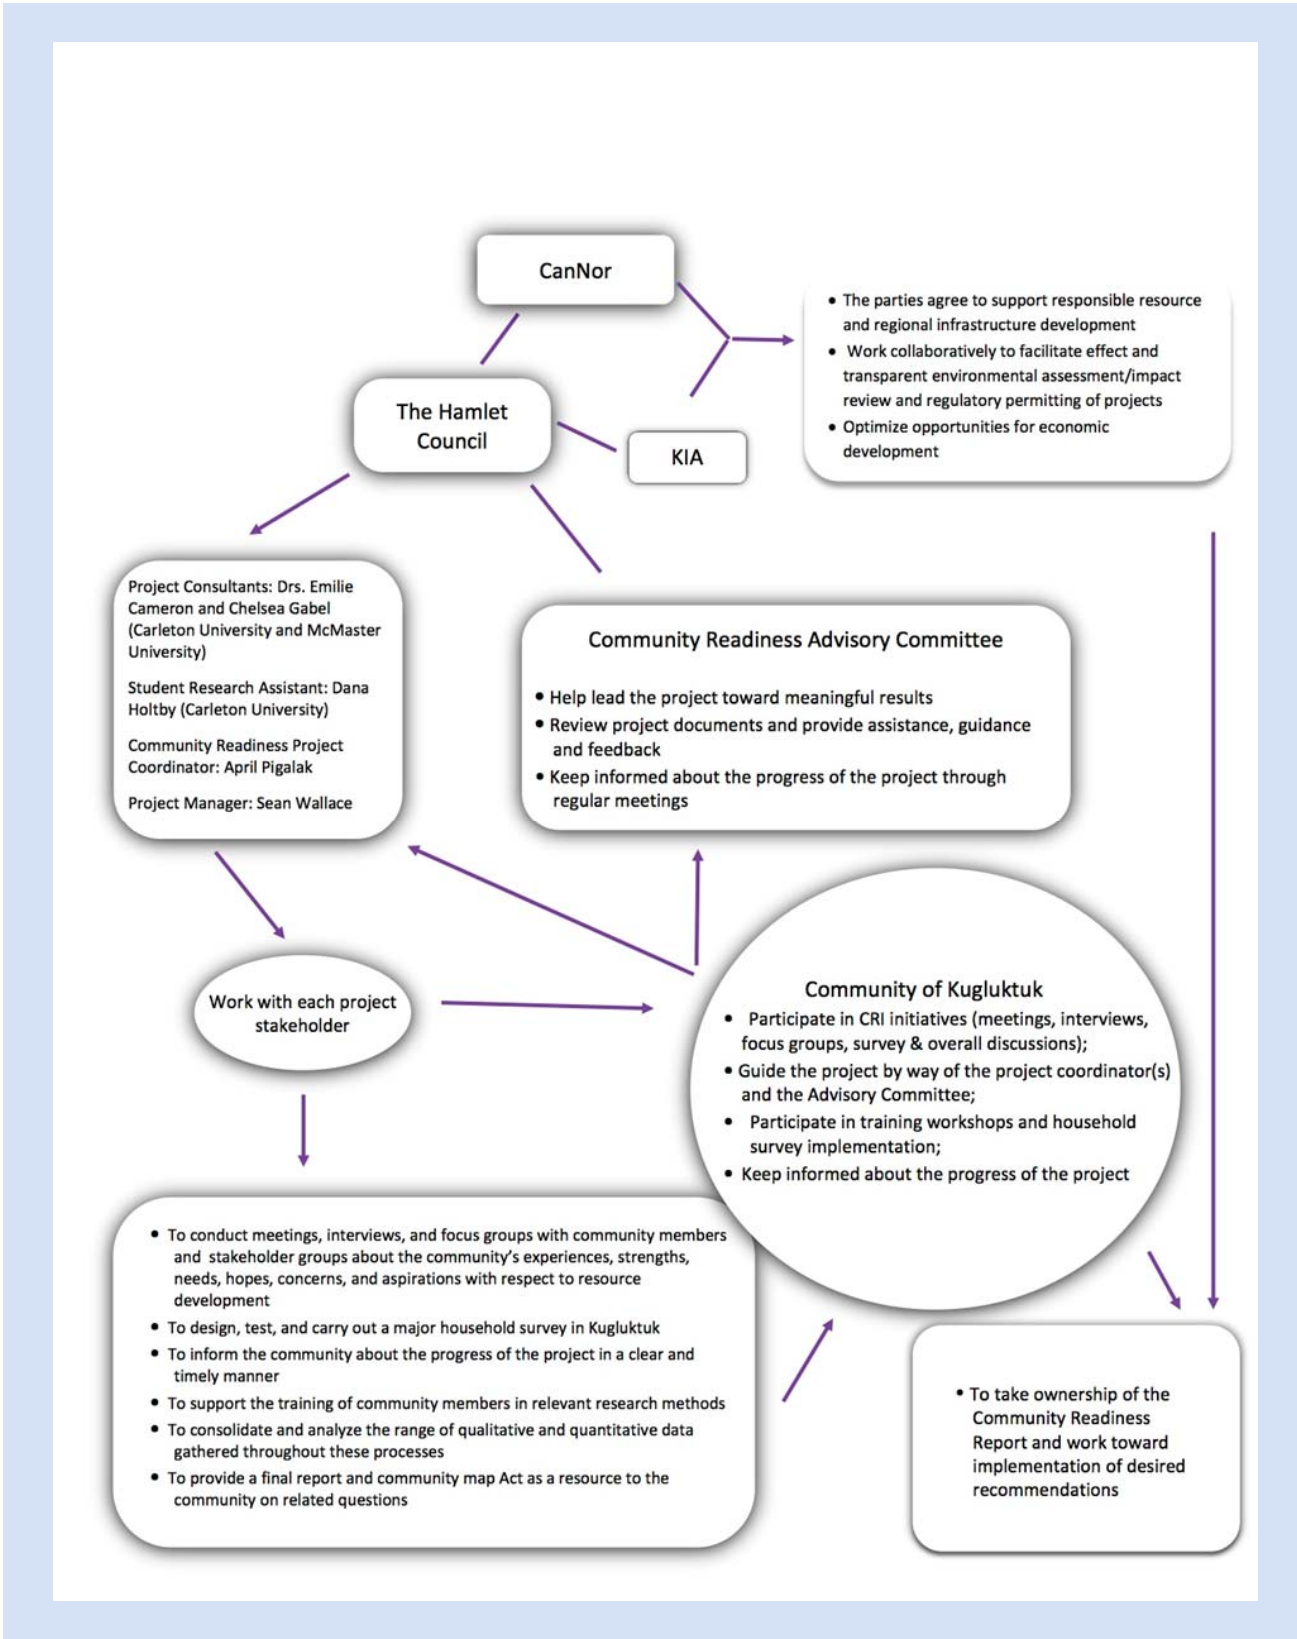 CanNor
• The parties agree to support responsible resource
and regional infrastructure development
• Work collaboratively to facilitate effect and
transparent environmental assessment/impact
review and regulatory permitting of projects
• Optimize opportunities for economic
development
The Hamlet
Council
KIA
Project Consultants: Drs. Emilie
Cameron and Chelsea Gabel
(Carleton University and McMaster
University)
Student Research Assistant: Dana
Holtby (Carleton University)
Community Readiness Project
Coordinator: April Pigalak
Project Manager: Sean Wallace
Community Readiness Advisory Committee
• Help lead the project toward meaningful results
• Review project documents and provide assistance, guidance
and feedback
• Keep informed about the progress of the project through
regular meetings
Work with each project
stakeholder
Community of Kugluktuk
• Participate in CRI initiatives (meetings, interviews,
focus groups, survey & overall discussions);
• Guide the project by way of the project coordinator(s)
and the Advisory Committee;
• Participate in training workshops and household
survey implementation;
• Keep informed about the progress of the project
• To conduct meetings, interviews, and focus groups with community members
and stakeholder groups about the community's experiences, strengths,
needs, hopes, concerns, and aspirations with respect to resource
development
• To design, test, and carry out a major household survey in Kugluktuk
• To inform the community about the progress of the project in a clear and
timely manner
• To support the training of community members in relevant research methods
• To consolidate and analyze the range of qualitative and quantitative data
gathered throughout these processes
• To provide a final report and community map Act as a resource to the
community on related questions
• To take ownership of the
Community Readiness
Report and work toward
implementation of desired
recommendations